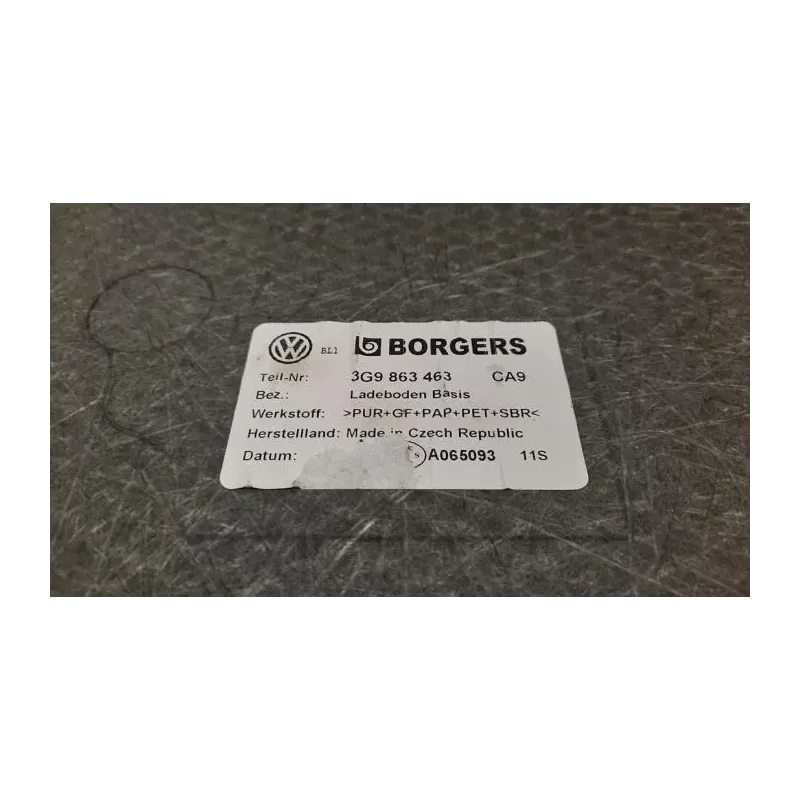 BL1 BORGERS
Teil-Nr: 3G9 863 463 CA9
Bez.: Ladeboden Basis
Werkstoff: >PUR+GF+PAP+PET+SBR<
Herstellland: Made in Czech Republic
Datum: A065093 11S